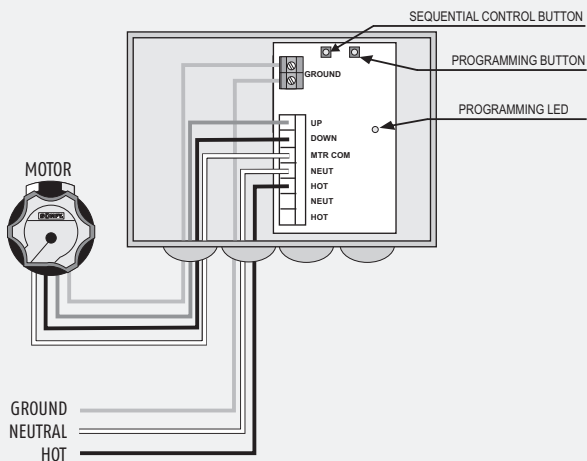 SEQUENTIAL CONTROL BUTTON
PROGRAMMING BUTTON
GROUND
PROGRAMMING LED
UP
DOWN
MTR COM
NEUT
HOT
NEUT
HOT
MOTOR
SOMFY
GROUND
NEUTRAL
HOT